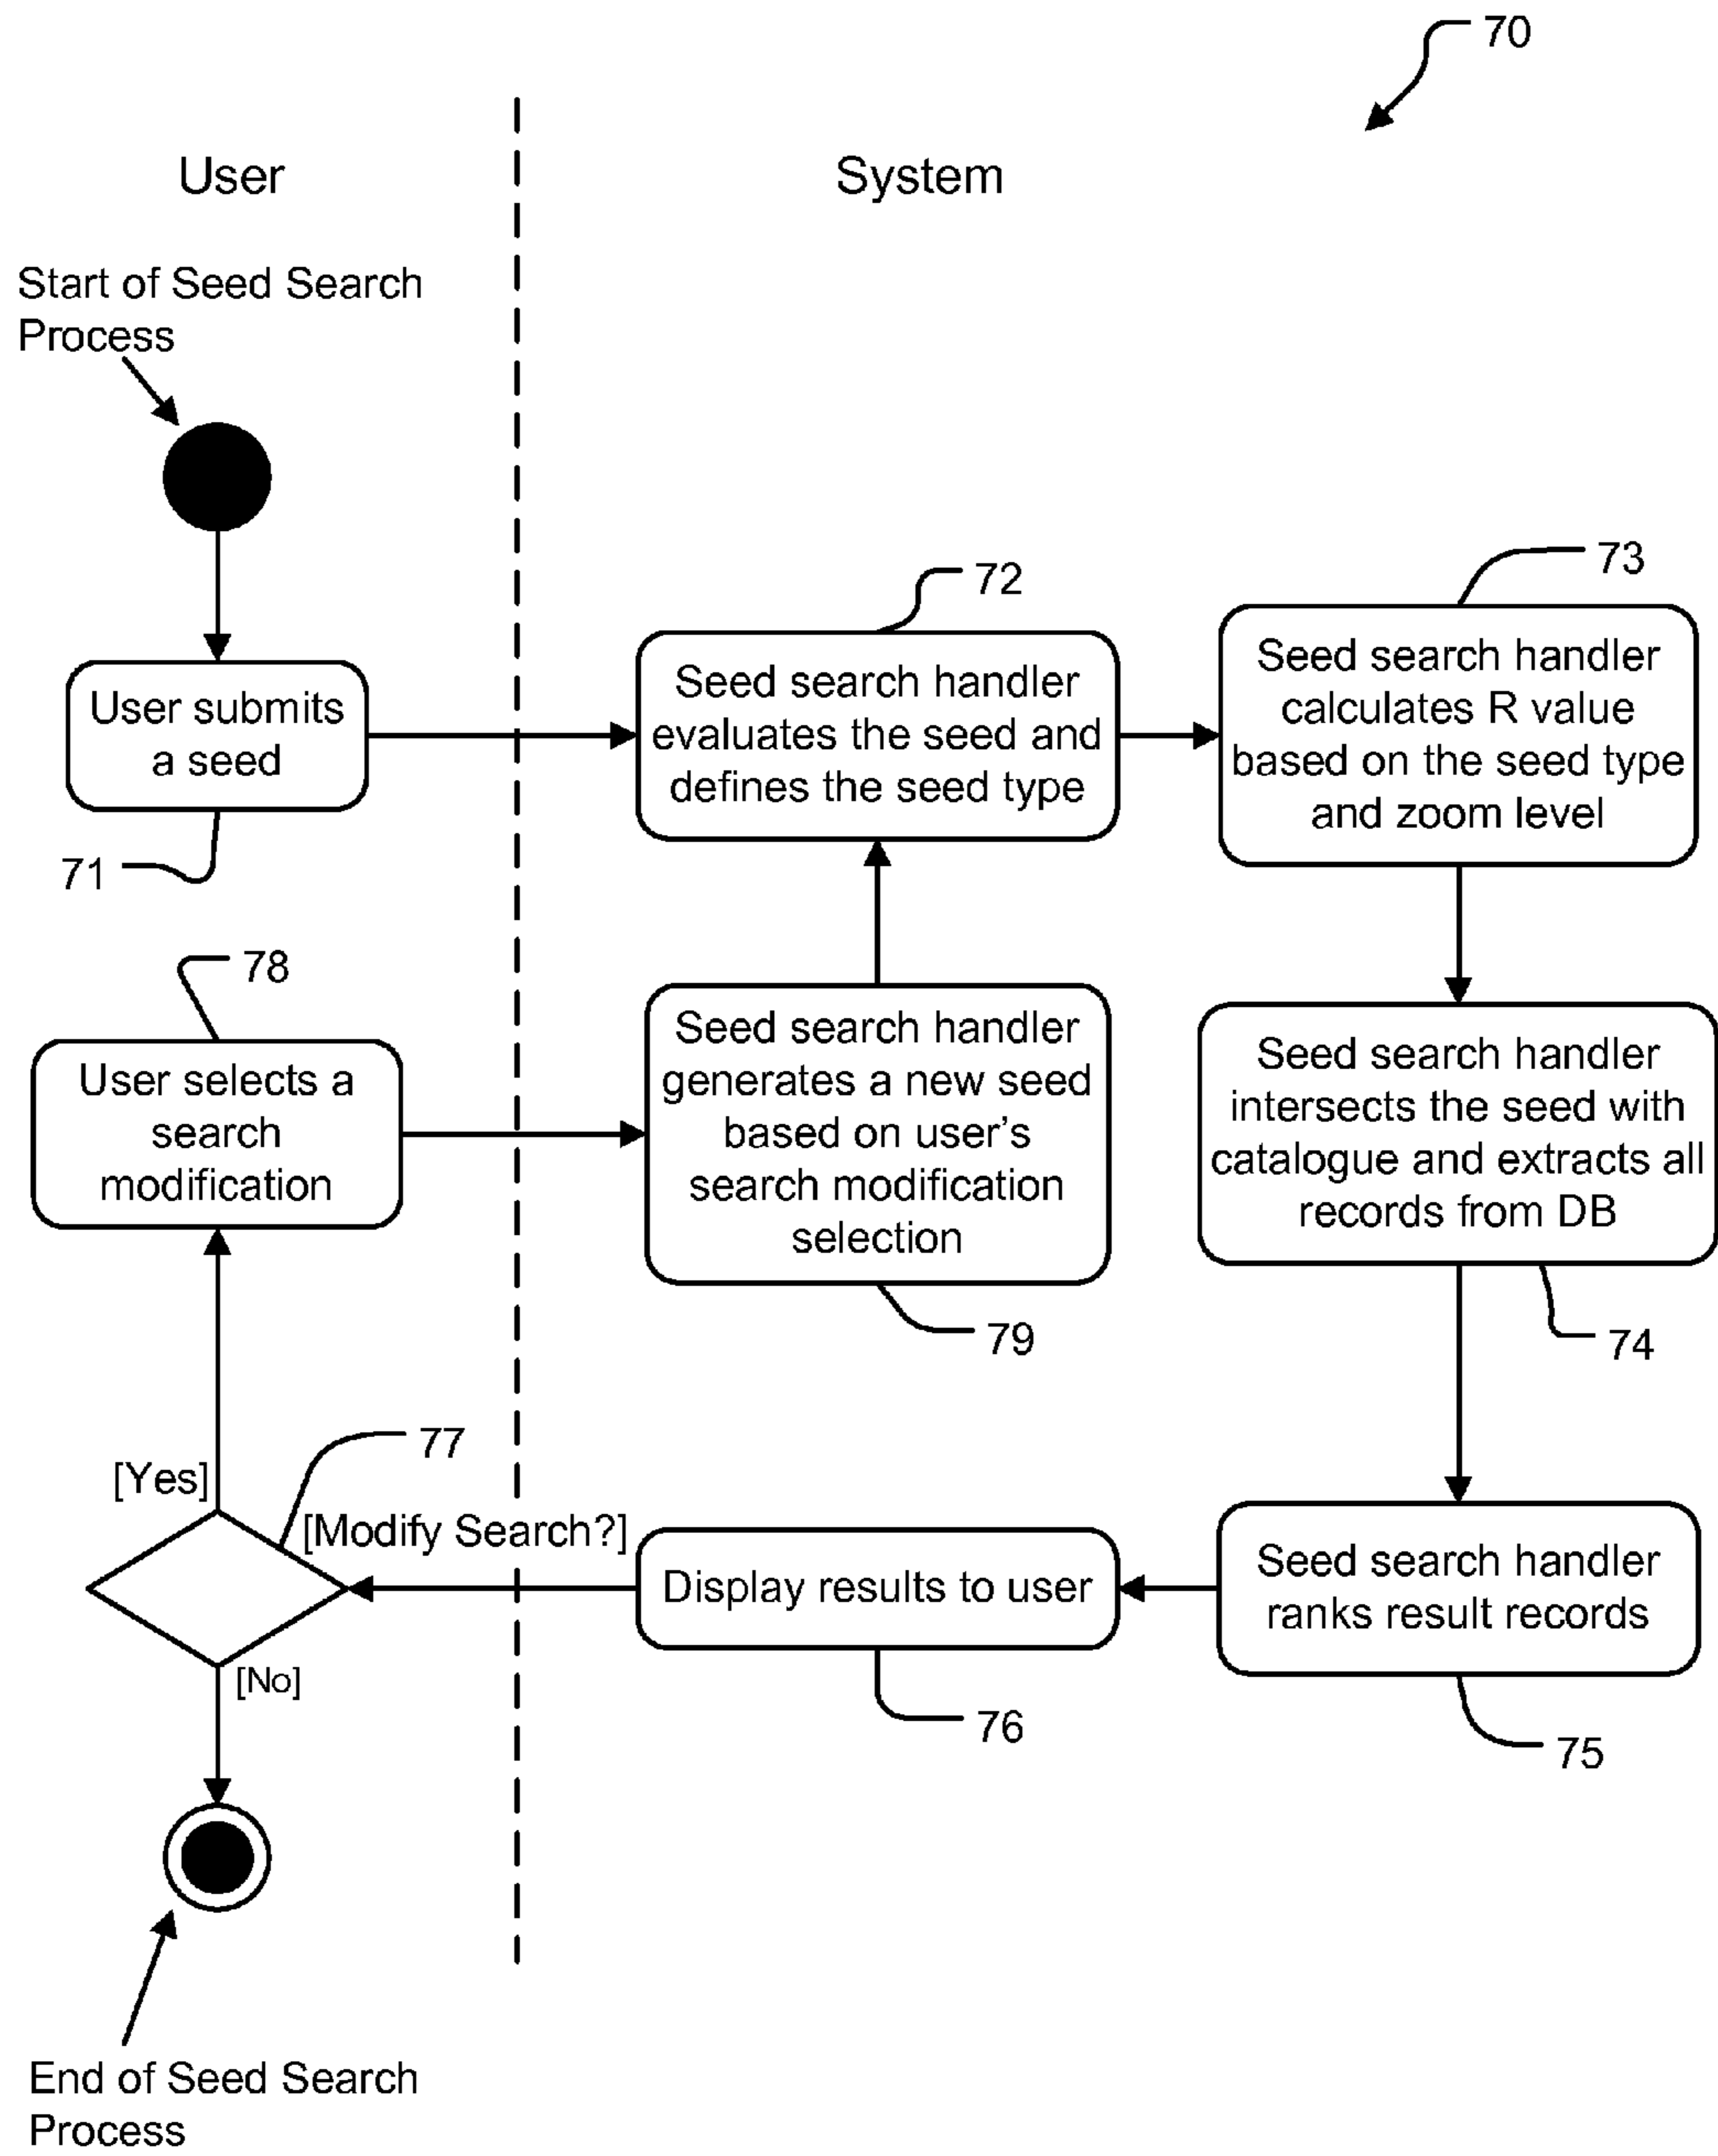 70
User
System
Start of Seed Search
Process
72
73
User submits
a seed
71
Seed search handler
evaluates the seed and
defines the seed type
Seed search handler
calculates R value
based on the seed type
and zoom level
78
User selects a
search
modification
Seed search handler
generates a new seed
based on user's
search modification
selection
79
Seed search handler
intersects the seed with
catalogue and extracts all
records from DB
74
77
[Yes]
[Modify Search?]
[No]
Display results to user
76
Seed search handler
ranks result records
75
End of Seed Search
Process